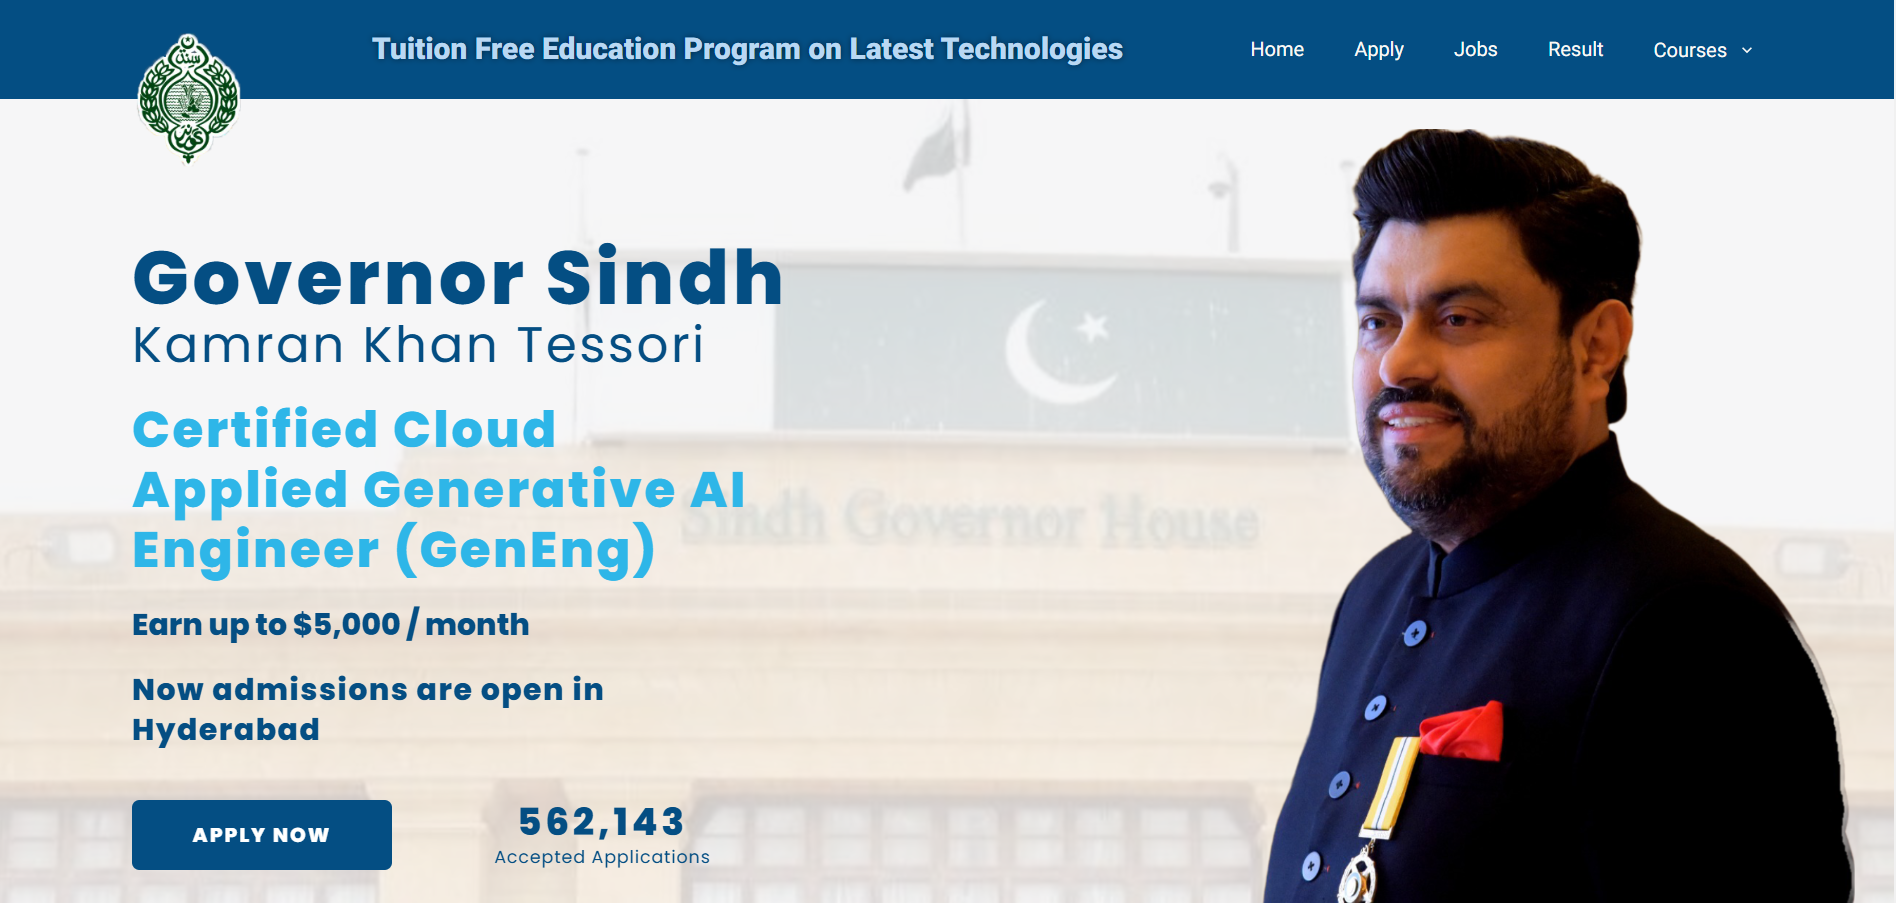 Tuition Free Education Program on Latest Technologies
Home
Apply
Jobs
Result
Courses
Governor Sindh
Kamran Khan Tessori
Certified Cloud
Applied Generative AI
Engineer (GenEng)
Sindh Governor House
Earn up to $5,000 / month
Now admissions are open in
Hyderabad
APPLY NOW
562,143
Accepted Applications